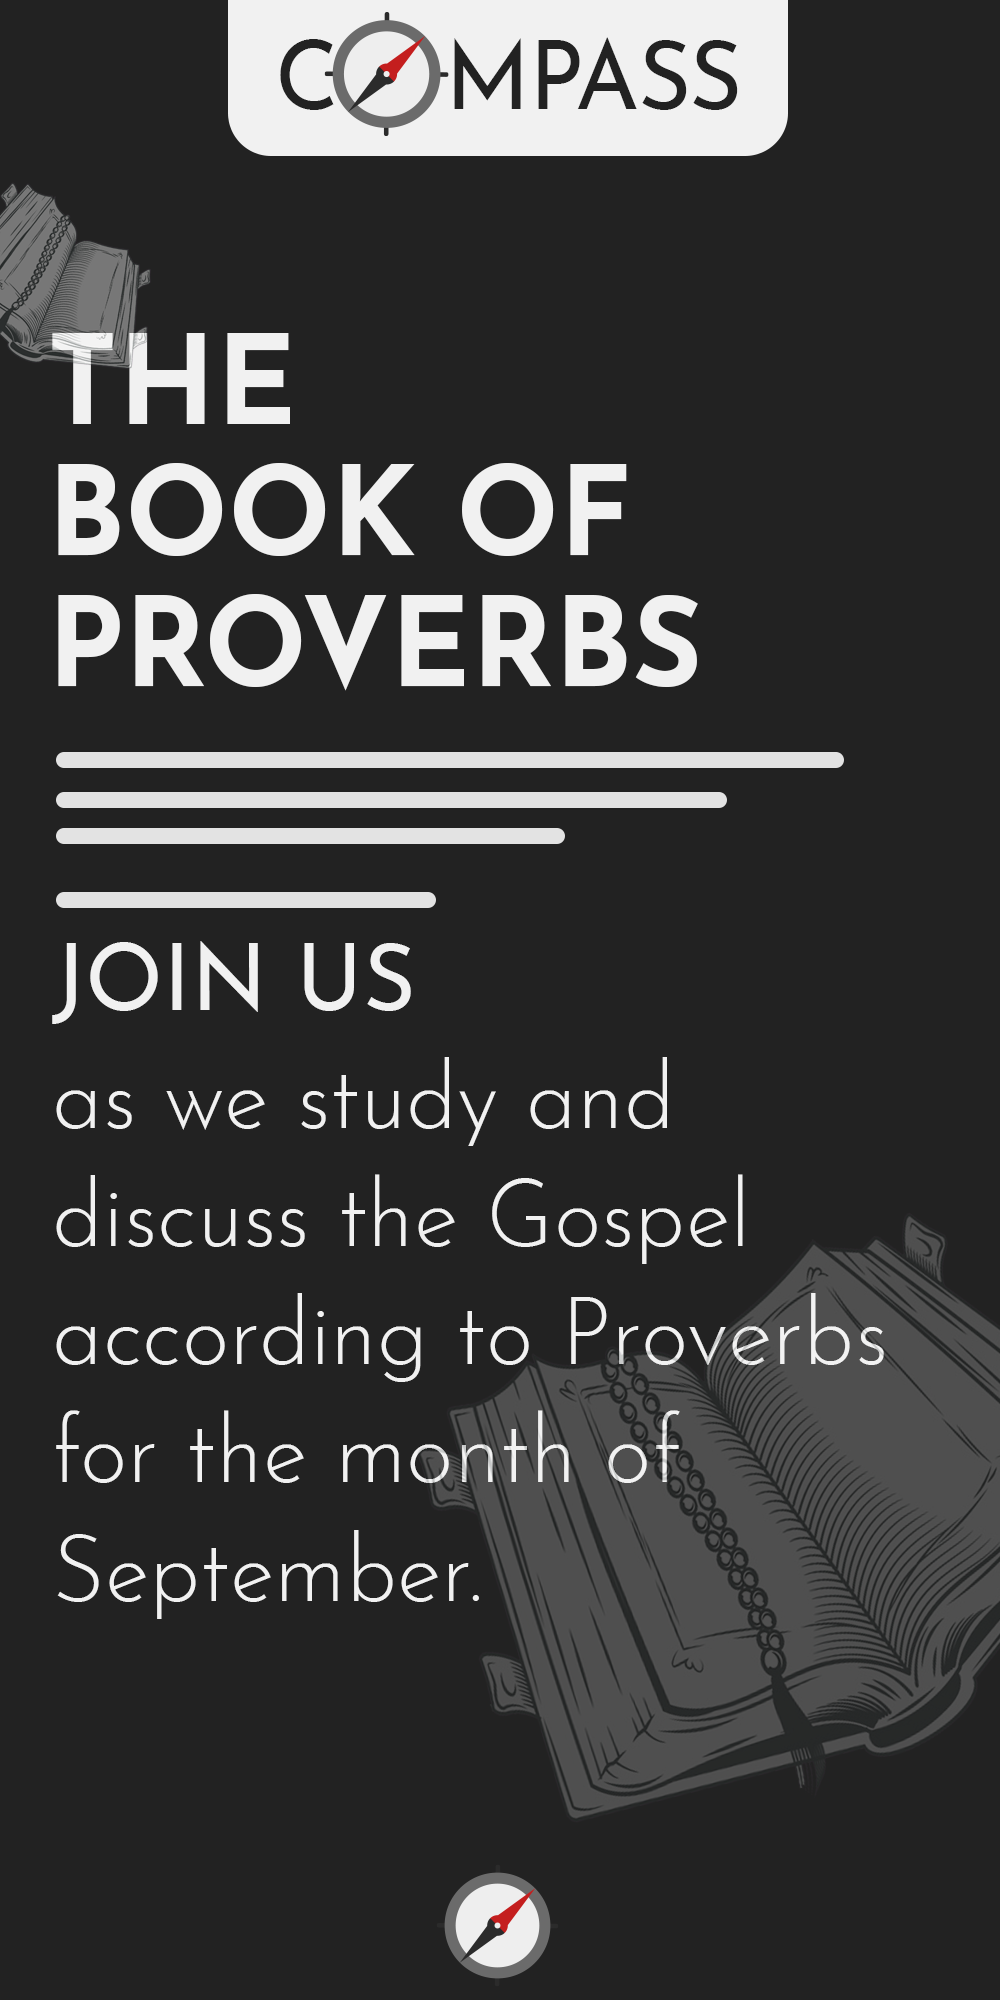 COMPASS
THE
BOOK OF
PROVERBS
JOIN US
as we study and
discuss the Gospel
according to Proverbs
for the month of
September.